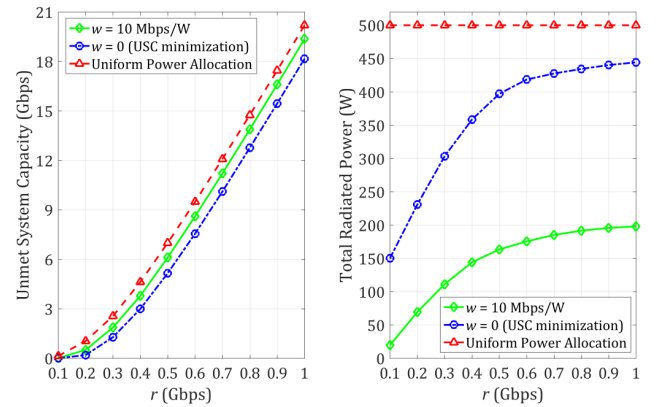 Unmet System Capacity (Gbps)
21
18
15
12
9
6
3
0
w = 10 Mbps/W
w = 0 (USC minimization)
Uniform Power Allocation
0.1 0.2 0.3 0.4 0.5 0.6 0.7 0.8 0.9 1
r (Gbps)
Total Radiated Power (W)
500
450
400
350
300
250
200
150
100
50
0
w = 10 Mbps/W
w = 0 (USC minimization)
Uniform Power Allocation
0.1 0.2 0.3 0.4 0.5 0.6 0.7 0.8 0.9 1
r (Gbps)